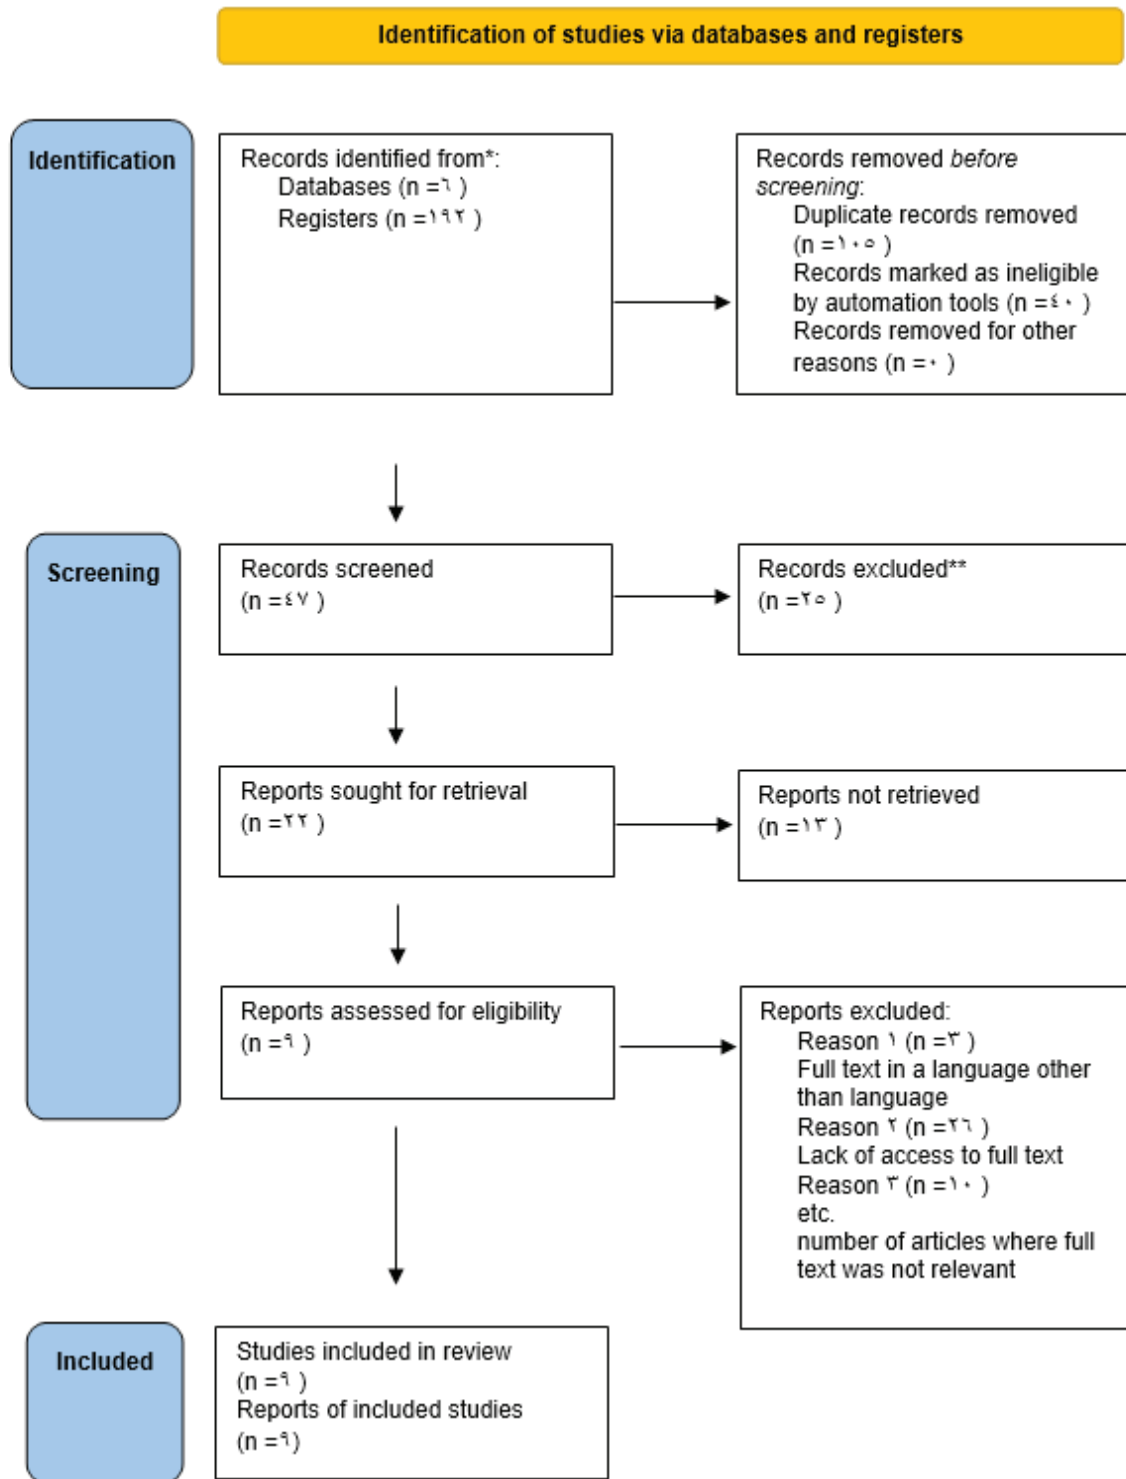 Identification of studies via databases and registers
Identification
Records identified from*:
Databases (n =٦ )
Registers (n =١٩٢ )
Records removed before
screening:
Duplicate records removed
(n =١٠٥ )
Records marked as ineligible
by automation tools (n =٤٠ )
Records removed for other
reasons (n =٠ )
Screening
Records screened
(n =٤٧ )
Records excluded**
(n =٢٥ )
Reports sought for retrieval
(n =٢٢ )
Reports not retrieved
(n =١٣ )
Reports assessed for eligibility
(n =٩ )
Reports excluded:
Reason ١ (n =٣ )
Full text in a language other
than language
Reason ٢ (n =٢٦ )
Lack of access to full text
Reason ٣ (n =١٠ )
etc.
number of articles where full
text was not relevant
Included
Studies included in review
(n =٩ )
Reports of included studies
(n =٩)